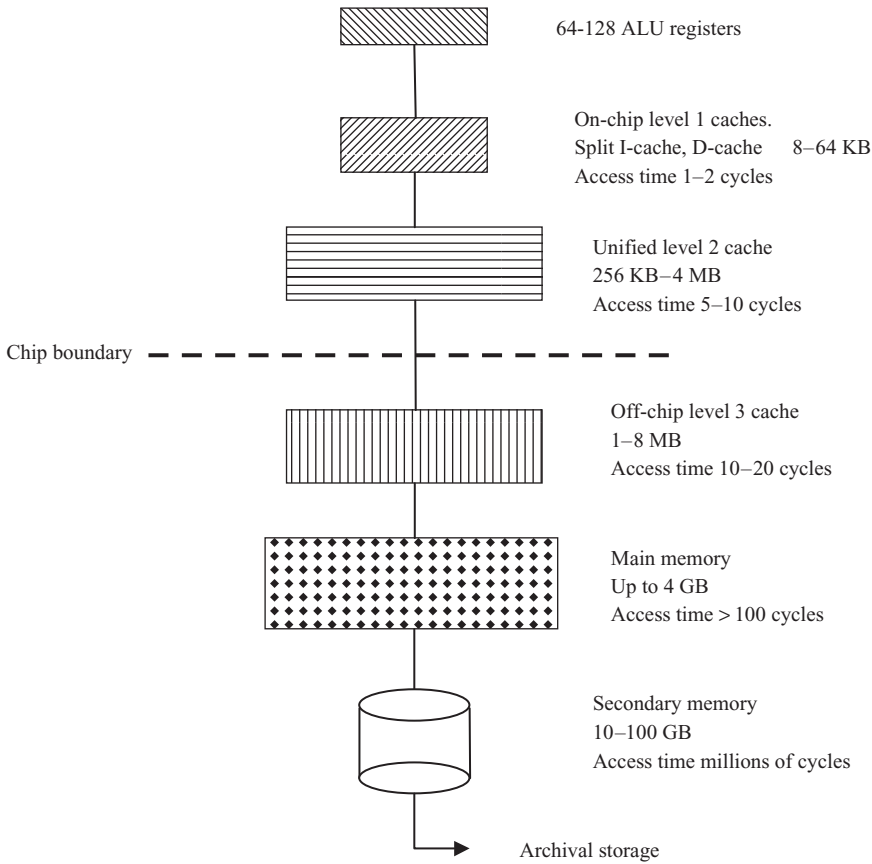 64-128 ALU registers
On-chip level 1 caches.
Split I-cache, D-cache 8–64 KB
Access time 1–2 cycles
Unified level 2 cache
256 KB–4 MB
Access time 5–10 cycles
Chip boundary
Off-chip level 3 cache
1–8 MB
Access time 10–20 cycles
Main memory
Up to 4 GB
Access time > 100 cycles
Secondary memory
10–100 GB
Access time millions of cycles
Archival storage